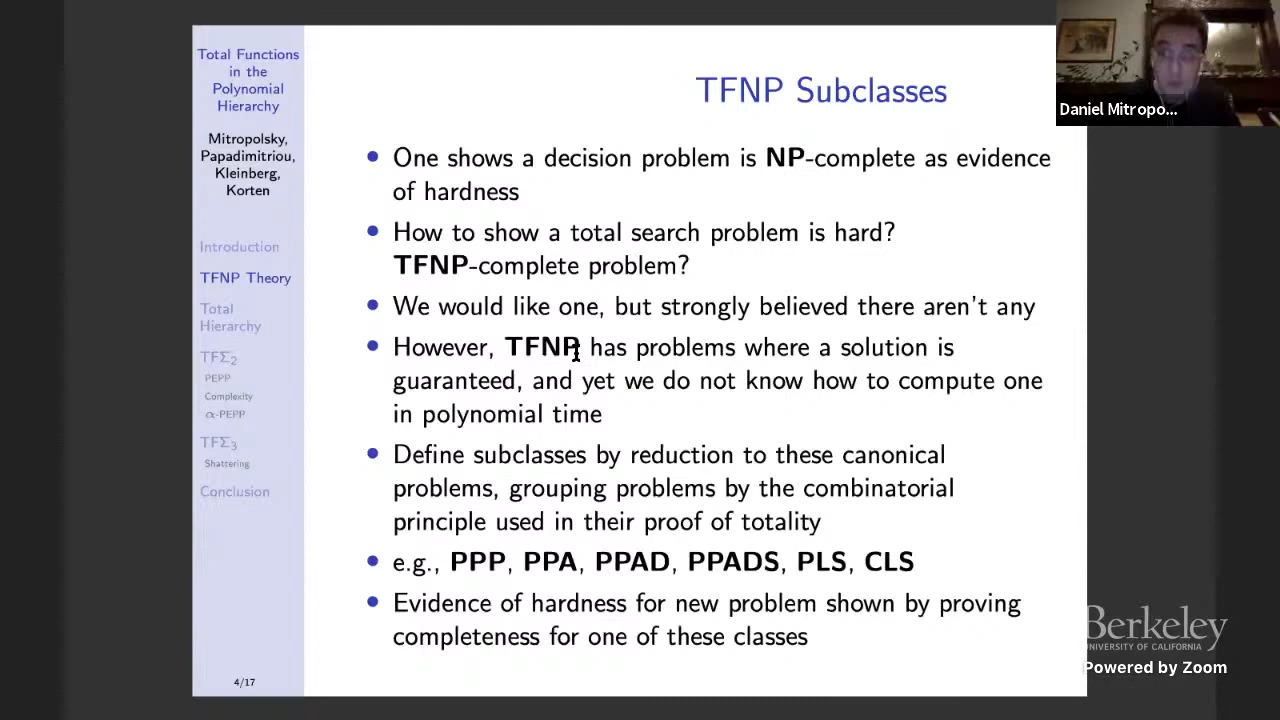 Total Functions
in the
Polynomial
Hierarchy
Mitropolsky,
Papadimitriou,
Kleinberg,
Korten
Introduction
TFNP Theory
Total
Hierarchy
TFΣ₂
PEPP
Complexity
α-PEPP
TFΣ₃
Shattering
Conclusion
4/17
TFNP Subclasses
• One shows a decision problem is NP-complete as evidence
of hardness
• How to show a total search problem is hard?
TFNP-complete problem?
• We would like one, but strongly believed there aren't any
• However, TFNP has problems where a solution is
guaranteed, and yet we do not know how to compute one
in polynomial time
• Define subclasses by reduction to these canonical
problems, grouping problems by the combinatorial
principle used in their proof of totality
• e.g., PPP, PPA, PPAD, PPADS, PLS, CLS
• Evidence of hardness for new problem shown by proving
completeness for one of these classes
Daniel Mitropo...
Berkeley
UNIVERSITY OF CALIFORNIA
Powered by Zoom